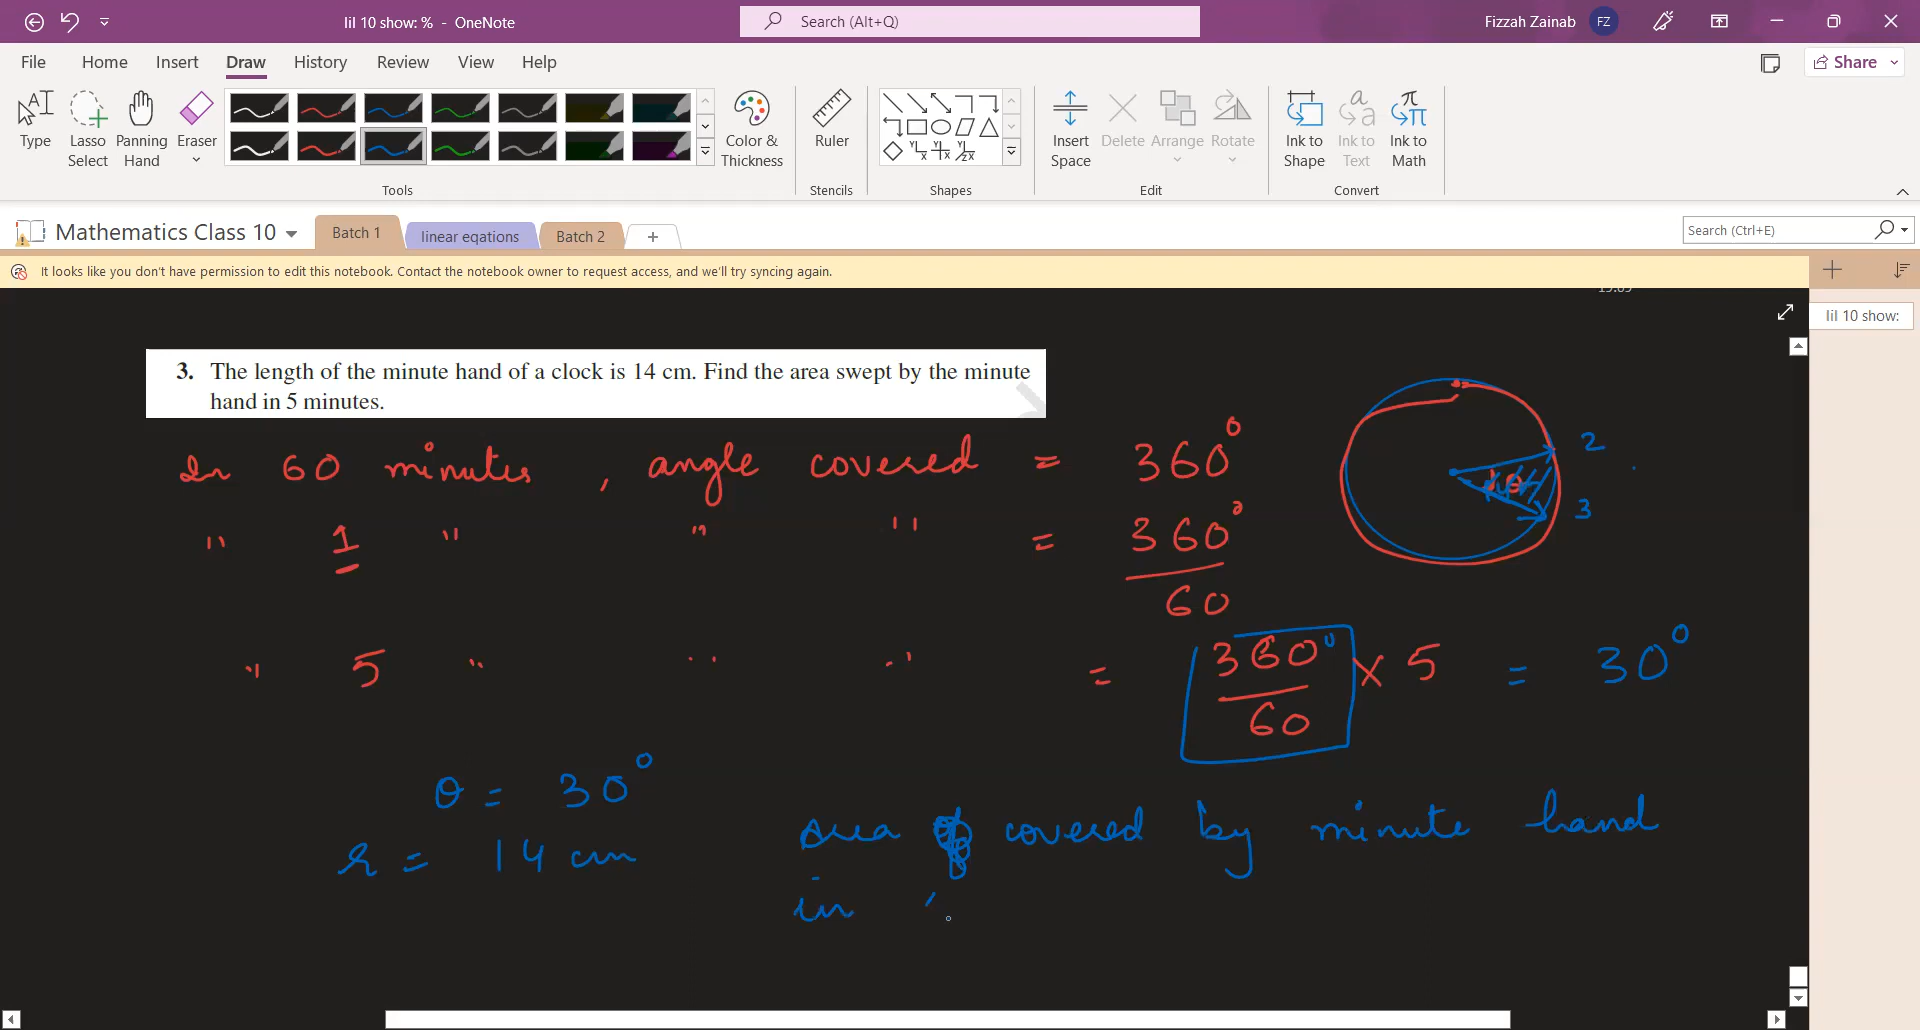 lil 10 show: % - OneNote
Search (Alt+Q)
Fizzah Zainab FZ
File Home Insert Draw History Review View Help
Share
Type Lasso Select Panning Hand Eraser
Color & Thickness
Ruler
Insert Space Delete Arrange Rotate
Ink to Shape Ink to Text Ink to Math
Tools Stencils Shapes Edit Convert
Mathematics Class 10 Batch 1 linear eqations Batch 2
Search (Ctrl+E)
It looks like you don't have permission to edit this notebook. Contact the notebook owner to request access, and we'll try syncing again.
lil 10 show:
3. The length of the minute hand of a clock is 14 cm. Find the area swept by the minute
hand in 5 minutes.
In 60 minutes, angle covered = 360°
" 1 " " " = 360°/60
" 5 " " " = 360°/60 × 5 = 30°
2
3
θ = 30°
r = 14 cm
Area covered by minute hand
in